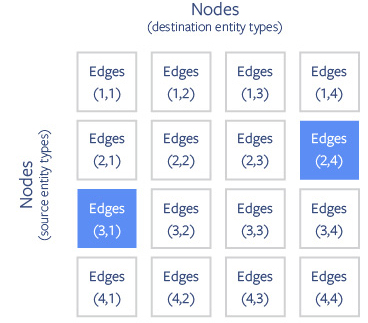 Nodes
(destination entity types)
Nodes
(source entity types)
Edges Edges Edges Edges
(1,1) (1,2) (1,3) (1,4)
Edges Edges Edges Edges
(2,1) (2,2) (2,3) (2,4)
Edges Edges Edges Edges
(3,1) (3,2) (3,3) (3,4)
Edges Edges Edges Edges
(4,1) (4,2) (4,3) (4,4)